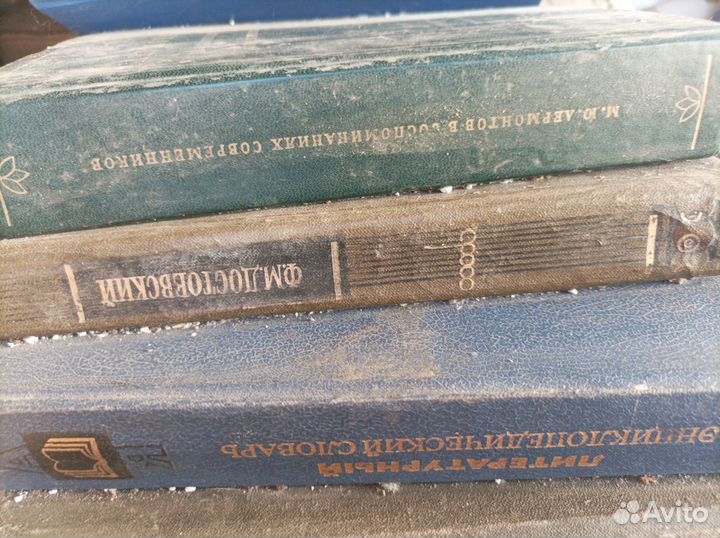 М. Ю. ЛЕРМОНТОВ В ВОСПОМИНАНИЯХ СОВРЕМЕННИКОВ
Ф.М.ДОСТОЕВСКИЙ
ЛИТЕРАТУРНЫЙ
ЭНЦИКЛОПЕДИЧЕСКИЙ СЛОВАРЬ
Avito